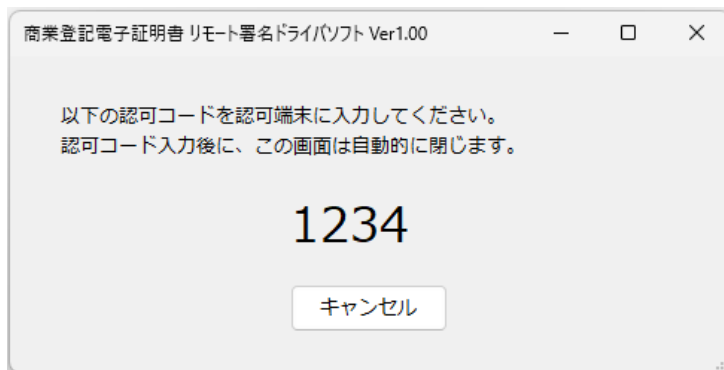 商業登記電子証明書 リモート署名ドライバソフト Ver1.00
以下の認可コードを認可端末に入力してください。
認可コード入力後に、この画面は自動的に閉じます。
1234
キャンセル